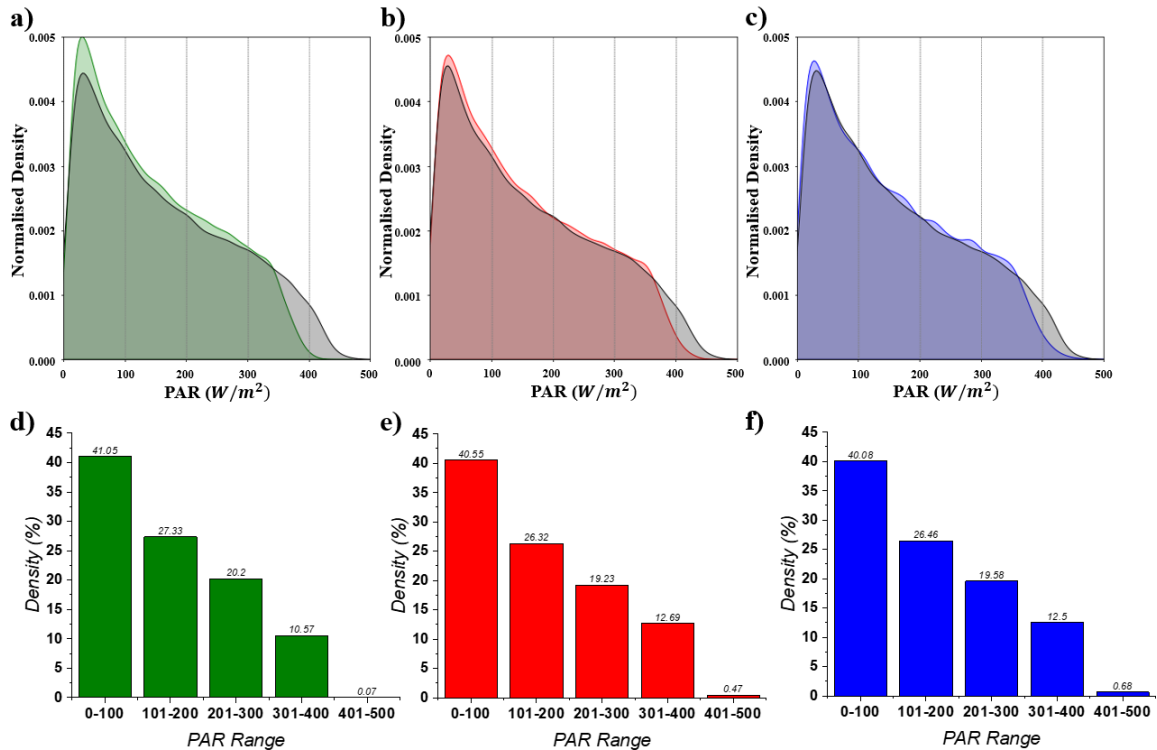 a)
0.005
0.004
0.003
0.002
0.001
0.000
Normalised Density
0 100 200 300 400 500
PAR (W/m²)
b)
0.005
0.004
0.003
0.002
0.001
0.000
Normalised Density
0 100 200 300 400 500
PAR (W/m²)
c)
0.005
0.004
0.003
0.002
0.001
0.000
Normalised Density
0 100 200 300 400 500
PAR (W/m²)
d)
45
40
35
30
25
20
15
10
5
0
Density (%)
41.05
27.33
20.2
10.57
0.07
0-100 101-200 201-300 301-400 401-500
PAR Range
e)
45
40
35
30
25
20
15
10
5
0
Density (%)
40.55
26.32
19.23
12.69
0.47
0-100 101-200 201-300 301-400 401-500
PAR Range
f)
45
40
35
30
25
20
15
10
5
0
Density (%)
40.08
26.46
19.58
12.5
0.68
0-100 101-200 201-300 301-400 401-500
PAR Range